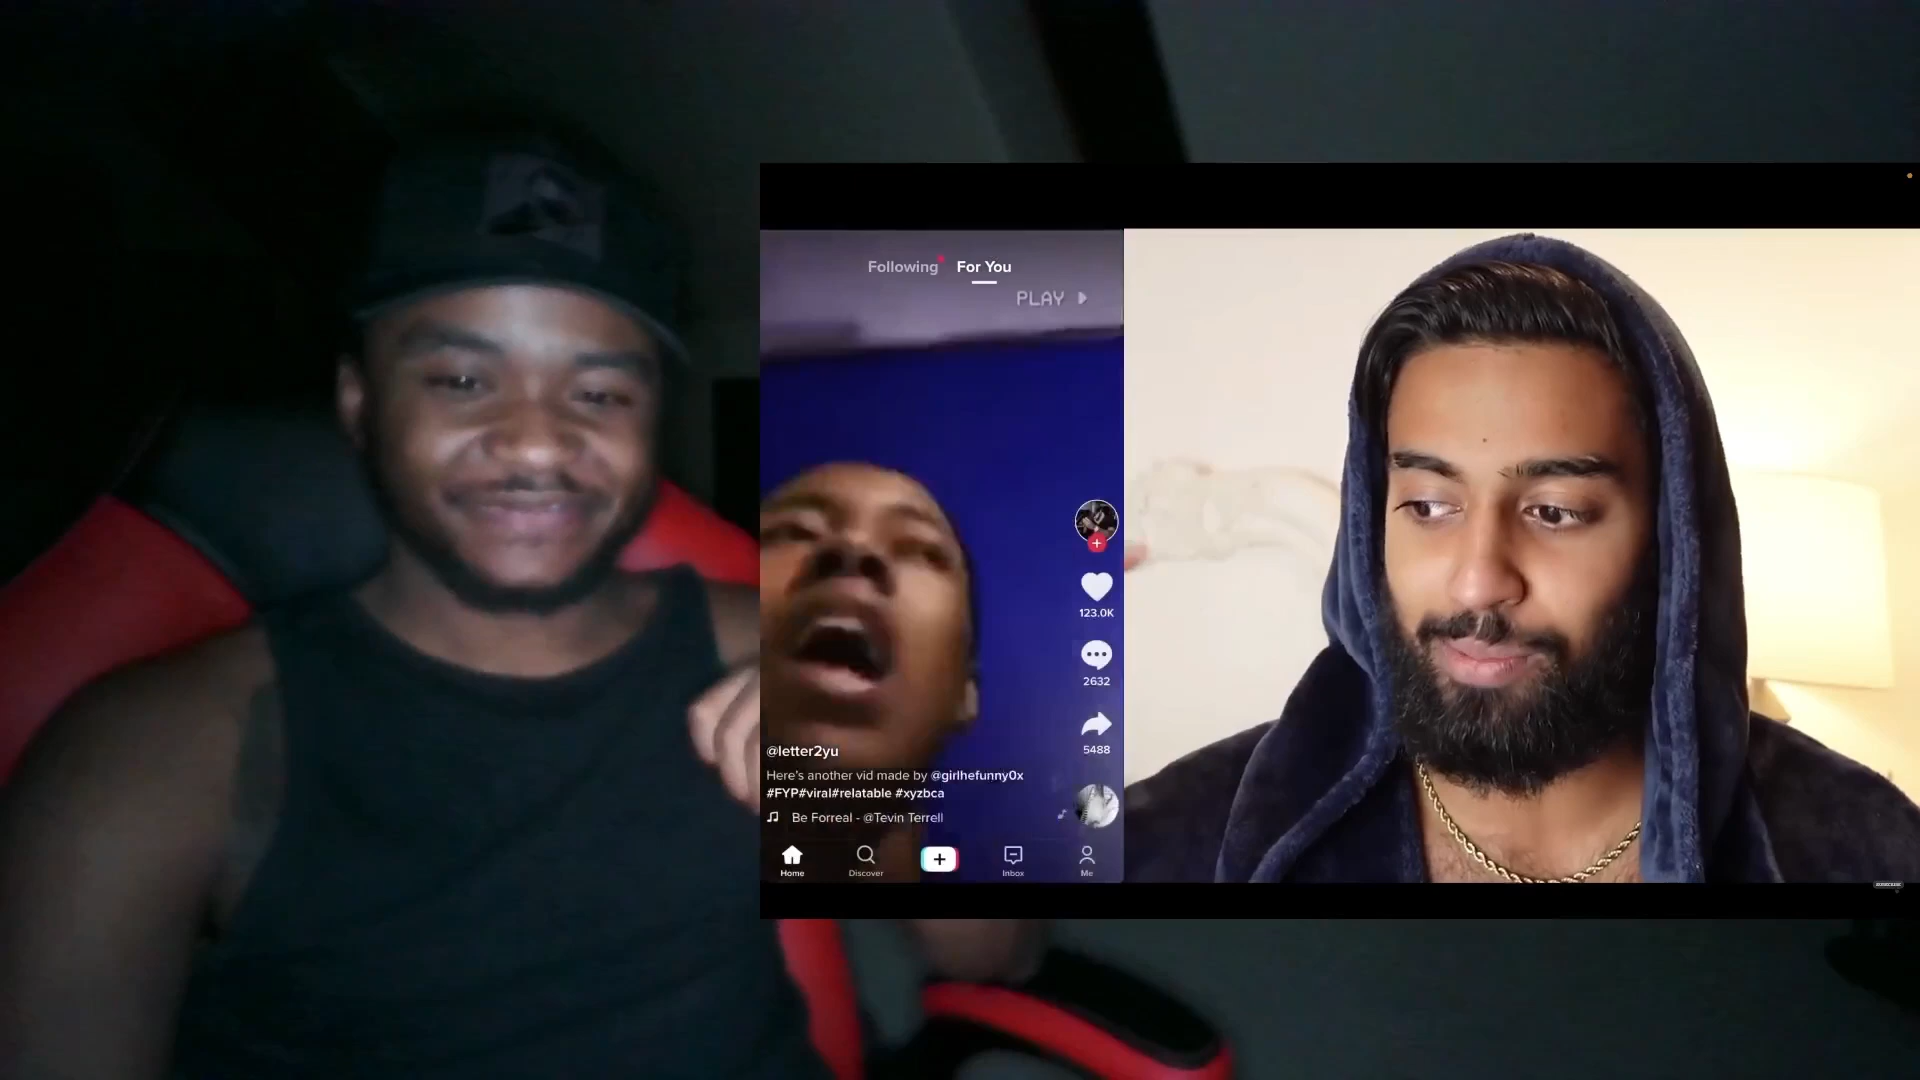 Following For You
PLAY
123.0K
2632
5488
@letter2yu
Here's another vid made by @girlhefunny0x
#FYP#viral#relatable #xyzbca
Be Forreal - @Tevin Terrell
Home Discover Inbox Me
SUBSCRIBE